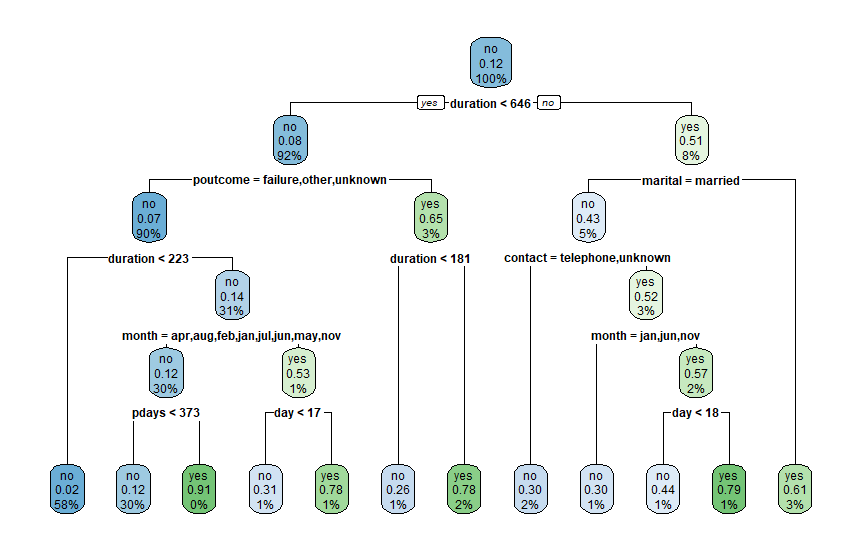 no
0.12
100%
yes duration < 646 no
no
0.08
92%
yes
0.51
8%
poutcome = failure,other,unknown
marital = married
no
0.07
90%
yes
0.65
3%
no
0.43
5%
duration < 223
duration < 181
contact = telephone,unknown
no
0.14
31%
yes
0.52
3%
month = apr,aug,feb,jan,jul,jun,may,nov
month = jan,jun,nov
no
0.12
30%
yes
0.53
1%
yes
0.57
2%
pdays < 373
day < 17
day < 18
no
0.02
58%
no
0.12
30%
yes
0.91
0%
no
0.31
1%
yes
0.78
1%
no
0.26
1%
yes
0.78
2%
no
0.30
2%
no
0.30
1%
no
0.44
1%
yes
0.79
1%
yes
0.61
3%